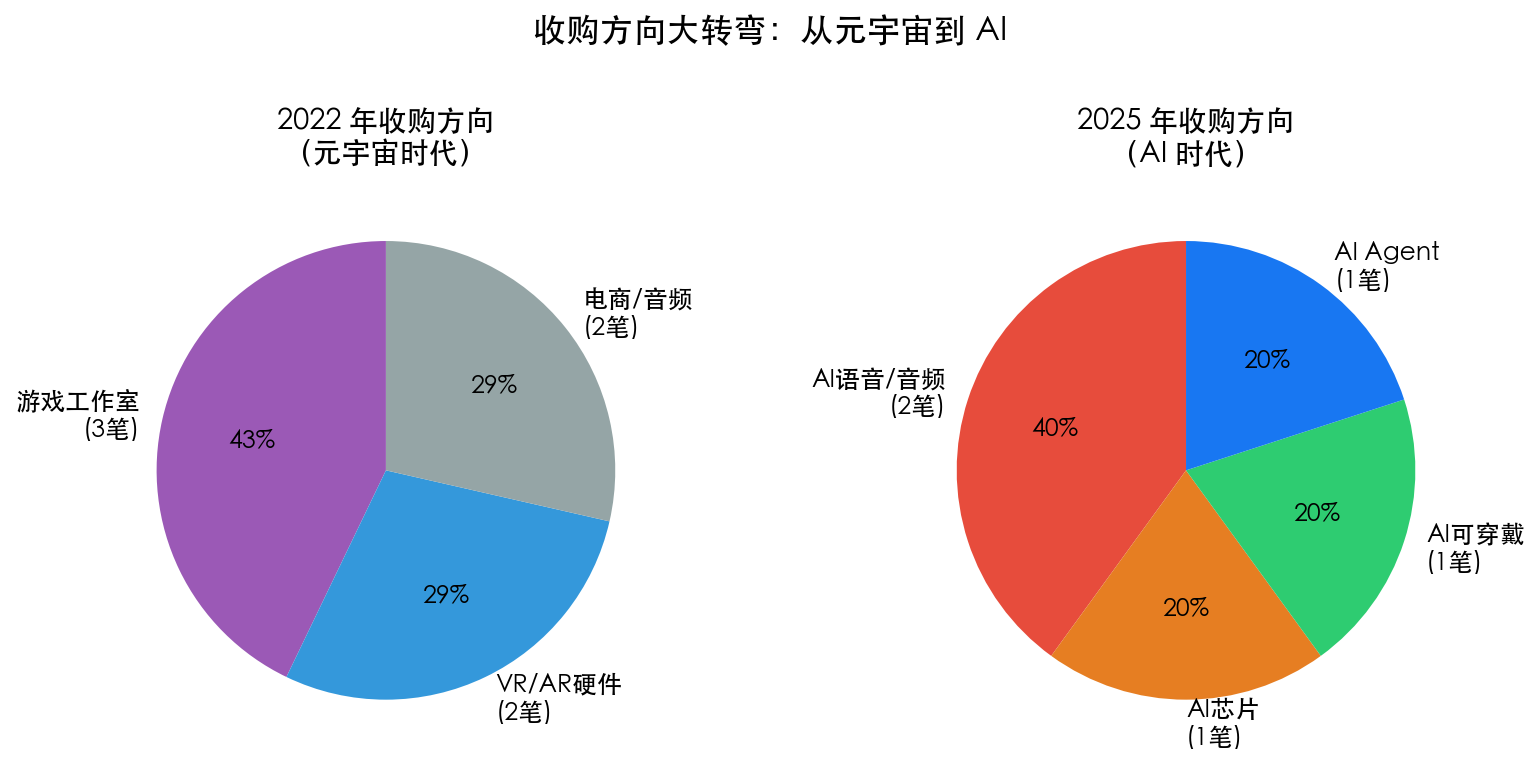 收购方向大转弯：从元宇宙到 AI
2022 年收购方向
（元宇宙时代）
电商/音频
(2笔)
29%
游戏工作室
(3笔)
43%
29%
VR/AR硬件
(2笔)
2025 年收购方向
（AI 时代）
AI Agent
(1笔)
20%
AI语音/音频
(2笔)
40%
20%
AI可穿戴
(1笔)
20%
AI芯片
(1笔)